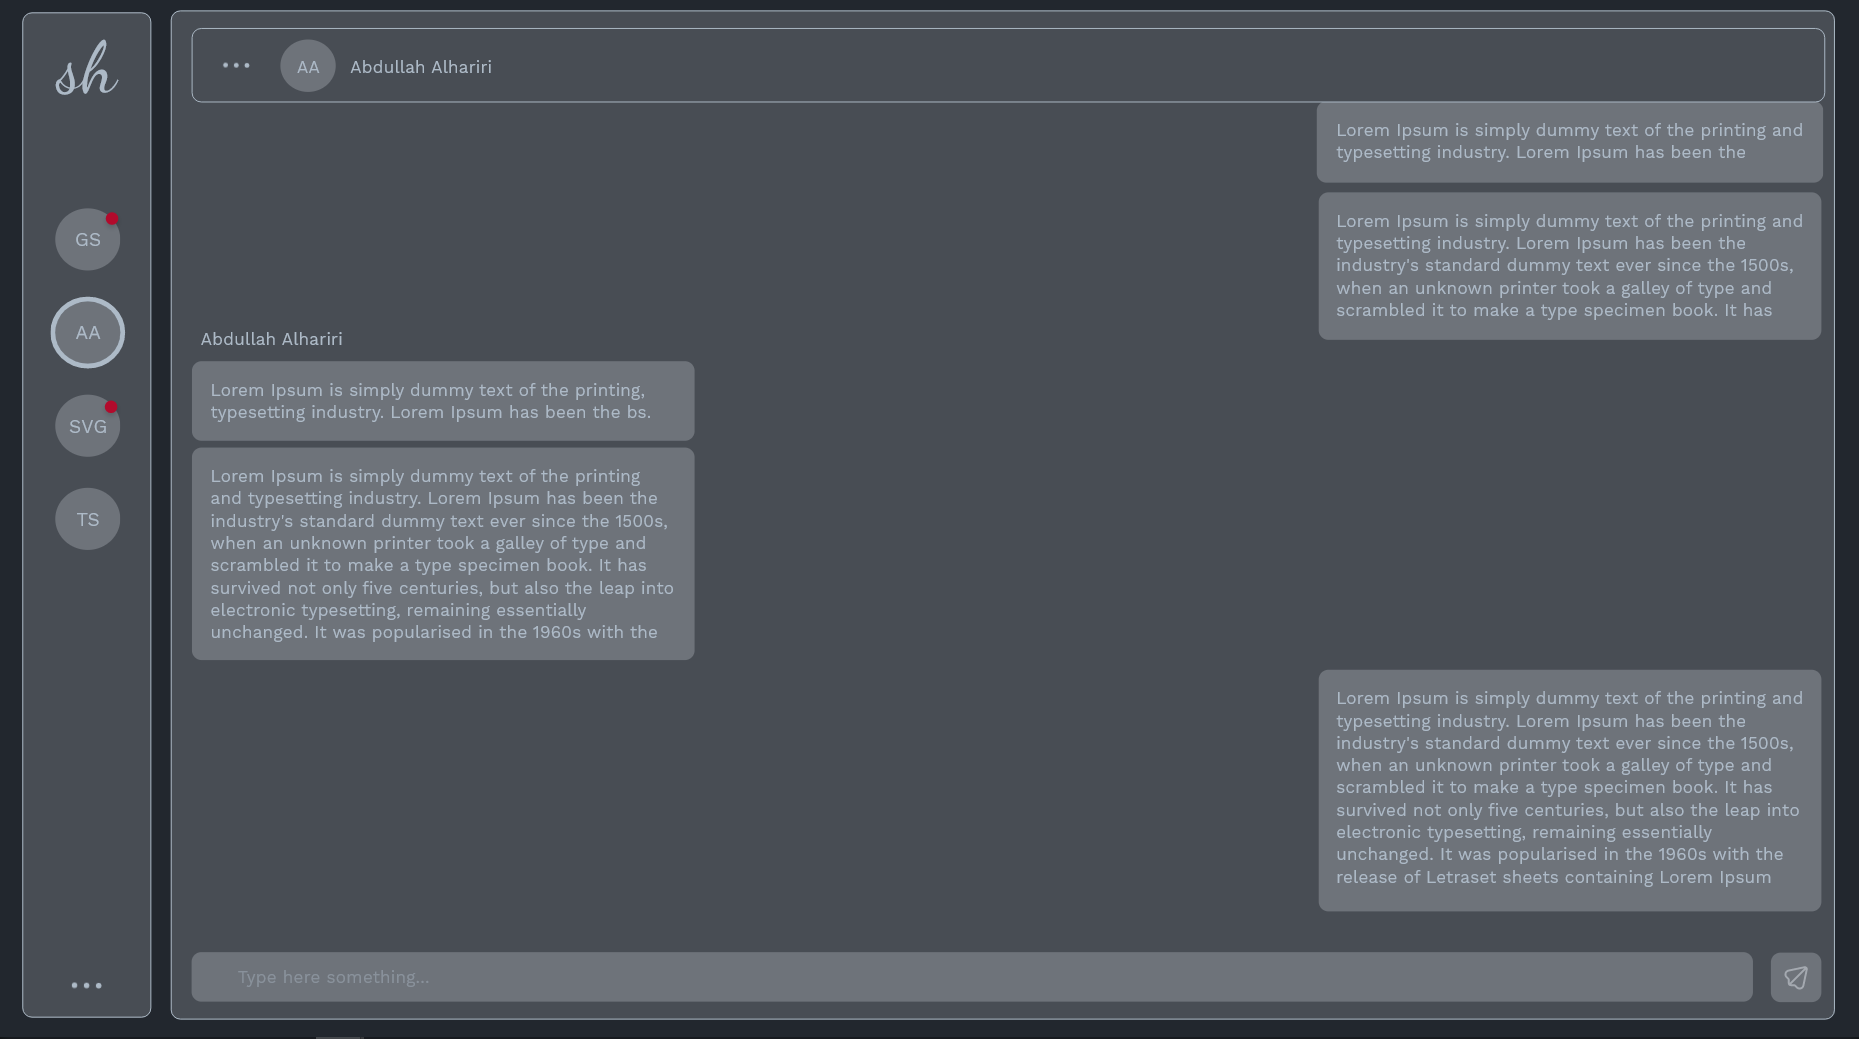 sh
GS
AA
SVG
TS
...
...
AA
Abdullah Alhariri
Lorem Ipsum is simply dummy text of the printing and
typesetting industry. Lorem Ipsum has been the
Lorem Ipsum is simply dummy text of the printing and
typesetting industry. Lorem Ipsum has been the
industry's standard dummy text ever since the 1500s,
when an unknown printer took a galley of type and
scrambled it to make a type specimen book. It has
Abdullah Alhariri
Lorem Ipsum is simply dummy text of the printing,
typesetting industry. Lorem Ipsum has been the bs.
Lorem Ipsum is simply dummy text of the printing
and typesetting industry. Lorem Ipsum has been the
industry's standard dummy text ever since the 1500s,
when an unknown printer took a galley of type and
scrambled it to make a type specimen book. It has
survived not only five centuries, but also the leap into
electronic typesetting, remaining essentially
unchanged. It was popularised in the 1960s with the
Lorem Ipsum is simply dummy text of the printing and
typesetting industry. Lorem Ipsum has been the
industry's standard dummy text ever since the 1500s,
when an unknown printer took a galley of type and
scrambled it to make a type specimen book. It has
survived not only five centuries, but also the leap into
electronic typesetting, remaining essentially
unchanged. It was popularised in the 1960s with the
release of Letraset sheets containing Lorem Ipsum
Type here something...